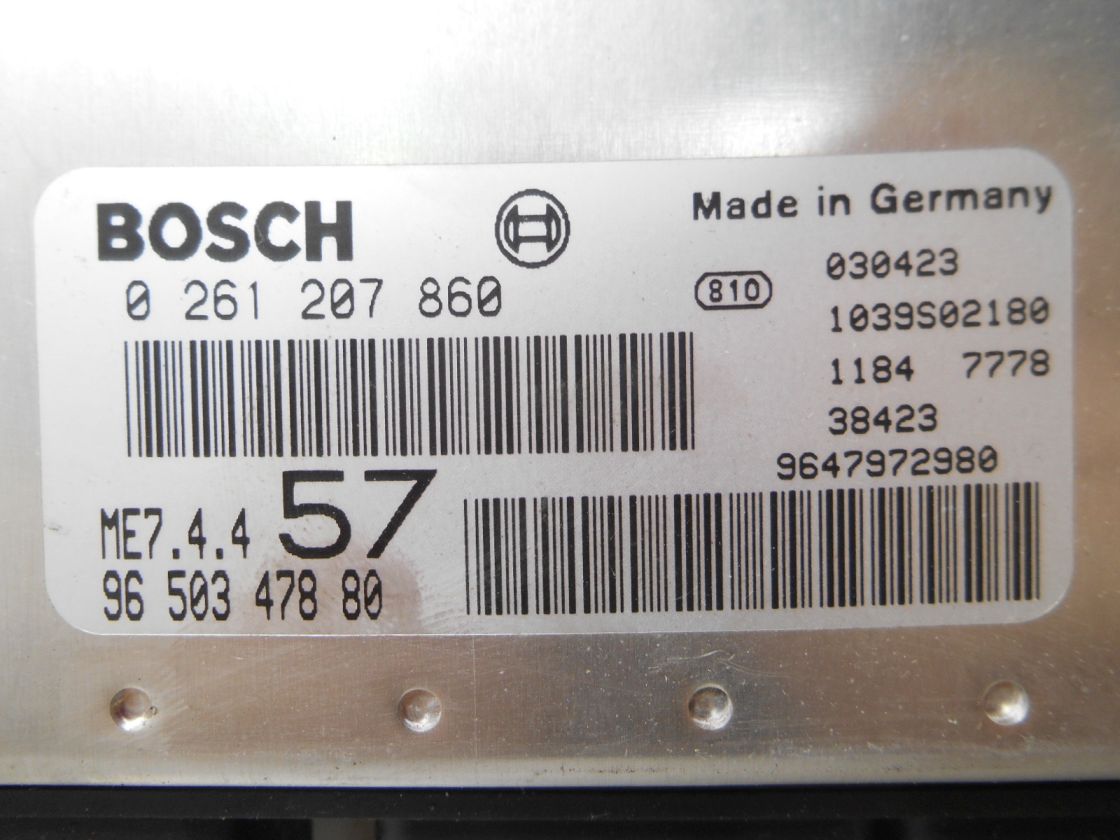 BOSCH
Made in Germany
0 261 207 860
810
030423
1039S02180
1184 7778
38423
9647972980
ME7.4.4 57
96 503 478 80